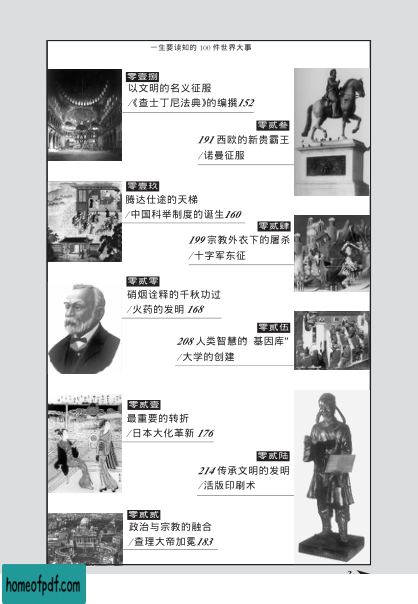 一生要读知的 100 件世界大事
零壹捌
以文明的名义征服
/《查士丁尼法典》的编撰152
零贰叁
191 西欧的新贵霸王
/诺曼征服
零壹玖
腾达仕途的天梯
/中国科举制度的诞生160
零贰肆
199 宗教外衣下的屠杀
/十字军东征
零贰零
硝烟诠释的千秋功过
/火药的发明 168
零贰伍
208 人类智慧的“基因库”
/大学的创建
零贰壹
最重要的转折
/日本大化革新 176
零贰陆
214 传承文明的发明
/活版印刷术
零贰贰
政治与宗教的融合
/查理大帝加冕183
homeofpdf.com